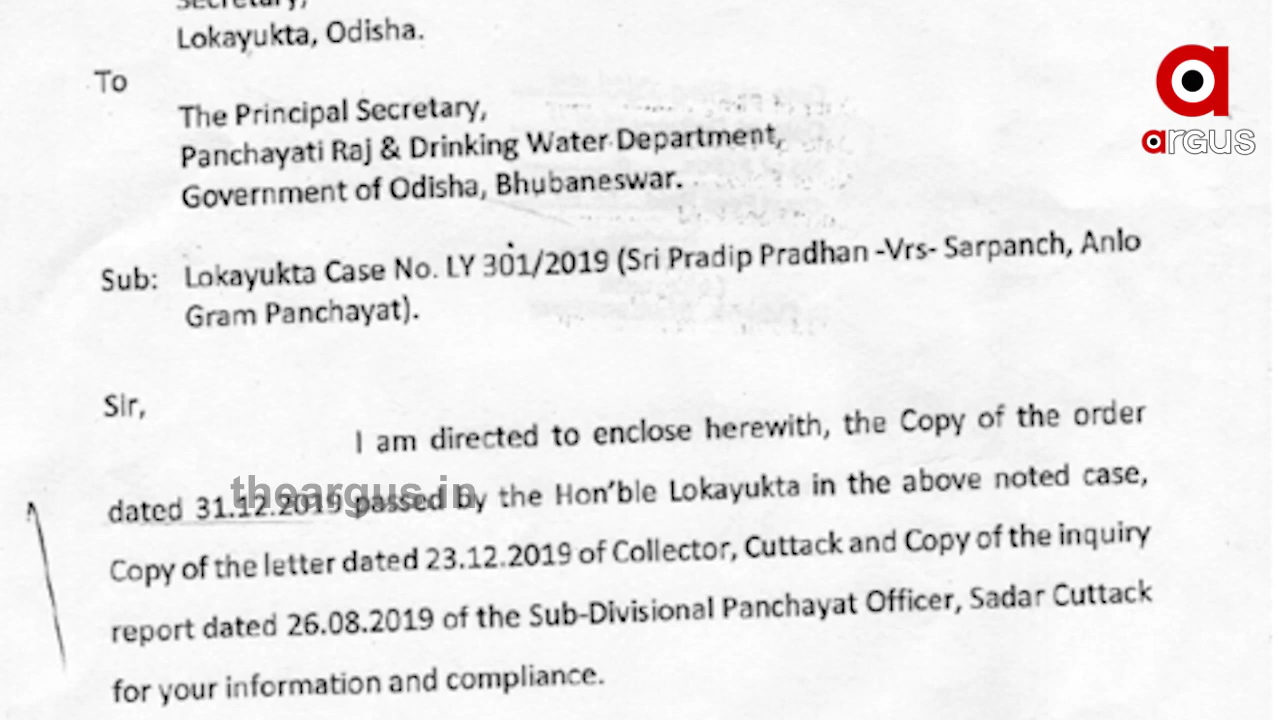 Secretary,
Lokayukta, Odisha.
To
The Principal Secretary,
Panchayati Raj & Drinking Water Department,
Government of Odisha, Bhubaneswar.
Sub: Lokayukta Case No. LY 301/2019 (Sri Pradip Pradhan -Vrs- Sarpanch, Anlo
Gram Panchayat).
Sir,
I am directed to enclose herewith, the Copy of the order
dated 31.12.2019 passed by the Hon'ble Lokayukta in the above noted case,
Copy of the letter dated 23.12.2019 of Collector, Cuttack and Copy of the inquiry
report dated 26.08.2019 of the Sub-Divisional Panchayat Officer, Sadar Cuttack
for your information and compliance.
theargus.in
argus